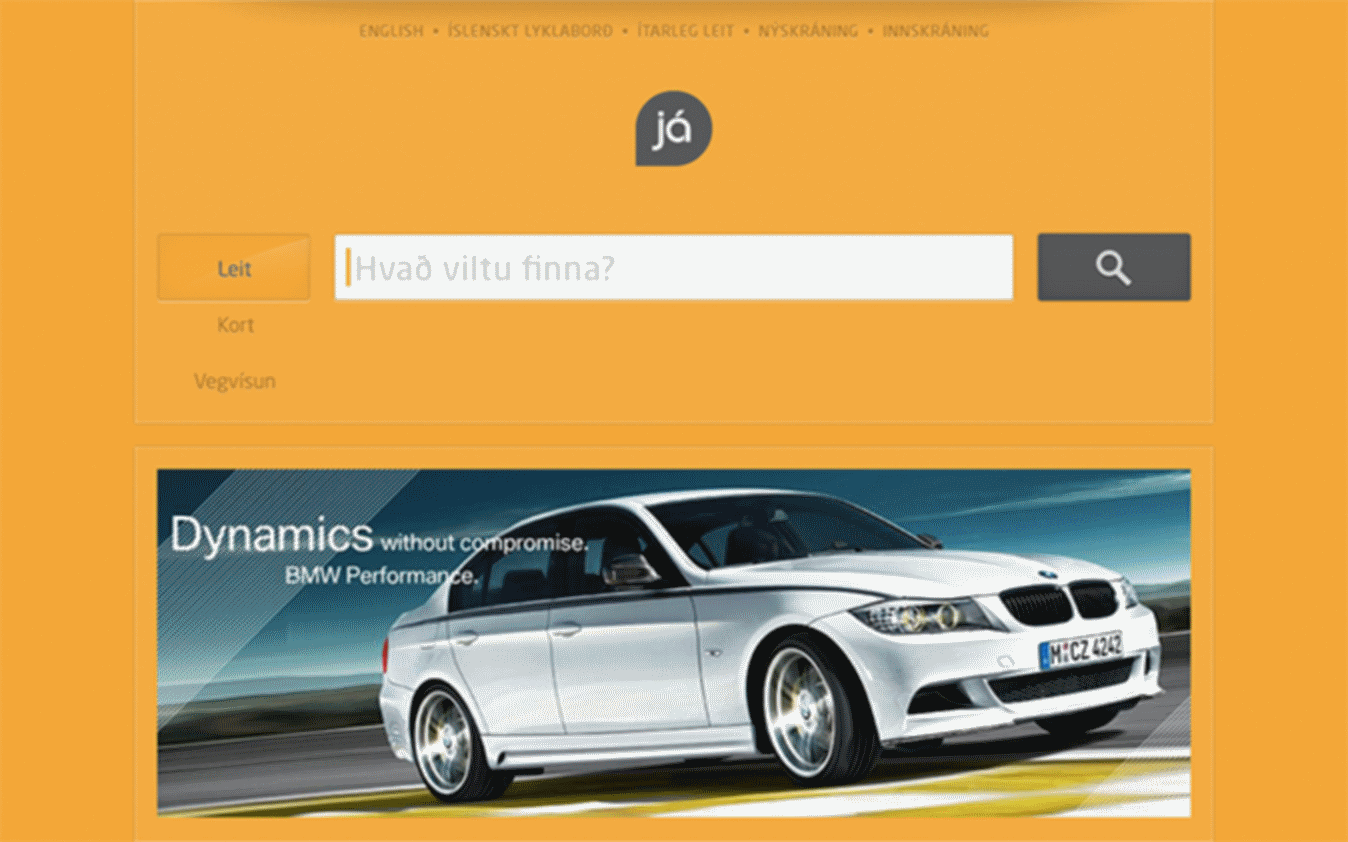 ENGLISH • ÍSLENSKT LYKLABORÐ • ÍTARLEG LEIT • NÝSKRÁNING • INNSKRÁNING
já
Leit
Hvað viltu finna?
Kort
Vegvísun
Dynamics without compromise.
BMW Performance.
M CZ 4242